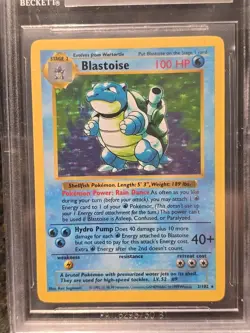 BECKETT®
STAGE 2
Evolves from Wartortle
Put Blastoise on the Stage 1 card
Blastoise
100 HP
Shellfish Pokémon. Length: 5' 3", Weight: 189 lbs.
Pokémon Power: Rain Dance As often as you like
during your turn (before your attack), you may attach 1
Energy card to 1 of your
Pokémon. (This doesn't use up
your 1 Energy card attachment for the turn.) This power can't
be used if Blastoise is Asleep, Confused, or Paralyzed.
Hydro Pump Does 40 damage plus 10 more
damage for each
Energy attached to Blastoise
but not used to pay for this attack's Energy cost.
40+
weakness
resistance
retreat cost
A brutal Pokémon with pressurized water jets on its shell.
They are used for high-speed tackles. LV. 52 #9
Illus. Ken Sugimori
2/102 ★